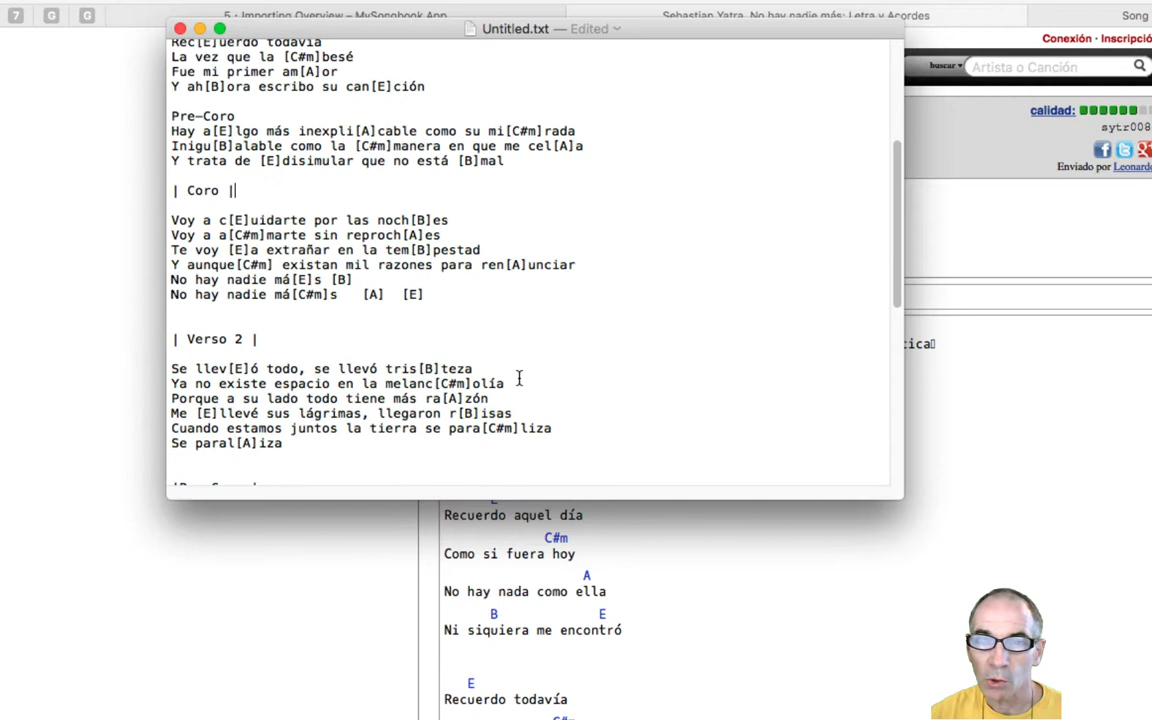 5 - Importing Overview – MySongbook App
Sebastian Yatra, No hay nadie más: Letra y Acordes
Song
7
G
G
Untitled.txt — Edited
Conexión · Inscripció
buscar
Artista o Canción
calidad:
sytr008
Enviado por Leonard
Rec[E]uerdo todavía
La vez que la [C#m]besé
Fue mi primer am[A]or
Y ah[B]ora escribo su can[E]ción
Pre-Coro
Hay a[E]lgo más inexpli[A]cable como su mi[C#m]rada
Inigu[B]alable como la [C#m]manera en que me cel[A]a
Y trata de [E]disimular que no está [B]mal
| Coro |
Voy a c[E]uidarte por las noch[B]es
Voy a a[C#m]marte sin reproch[A]es
Te voy [E]a extrañar en la tem[B]pestad
Y aunque[C#m] existan mil razones para ren[A]unciar
No hay nadie má[E]s [B]
No hay nadie má[C#m]s   [A]  [E]
| Verso 2 |
Se llev[E]ó todo, se llevó tris[B]teza
Ya no existe espacio en la melanc[C#m]olía
Porque a su lado todo tiene más ra[A]zón
Me [E]llevé sus lágrimas, llegaron r[B]isas
Cuando estamos juntos la tierra se para[C#m]liza
Se paral[A]iza
tica
E
Recuerdo aquel día
C#m
Como si fuera hoy
A
No hay nada como ella
B E
Ni siquiera me encontró
E
Recuerdo todavía
C#m